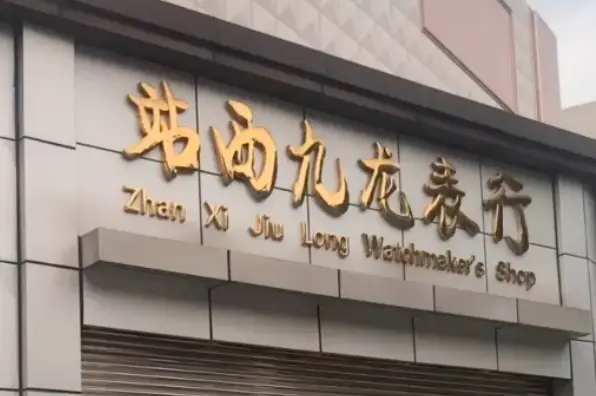 站西九龙表行
Zhan Xi Jiu Long Watchmaker's Shop